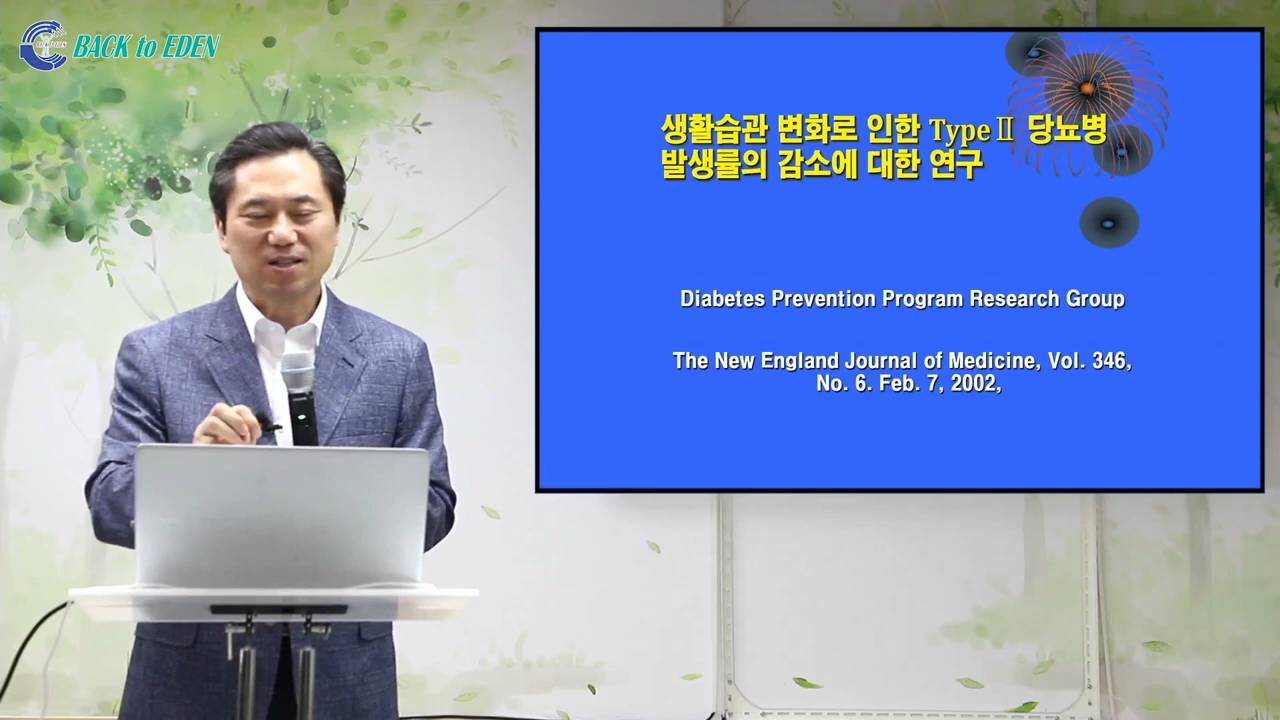 BACK to EDEN
생활습관 변화로 인한 TypeⅡ 당뇨병
발생률의 감소에 대한 연구
Diabetes Prevention Program Research Group
The New England Journal of Medicine, Vol. 346,
No. 6. Feb. 7, 2002,